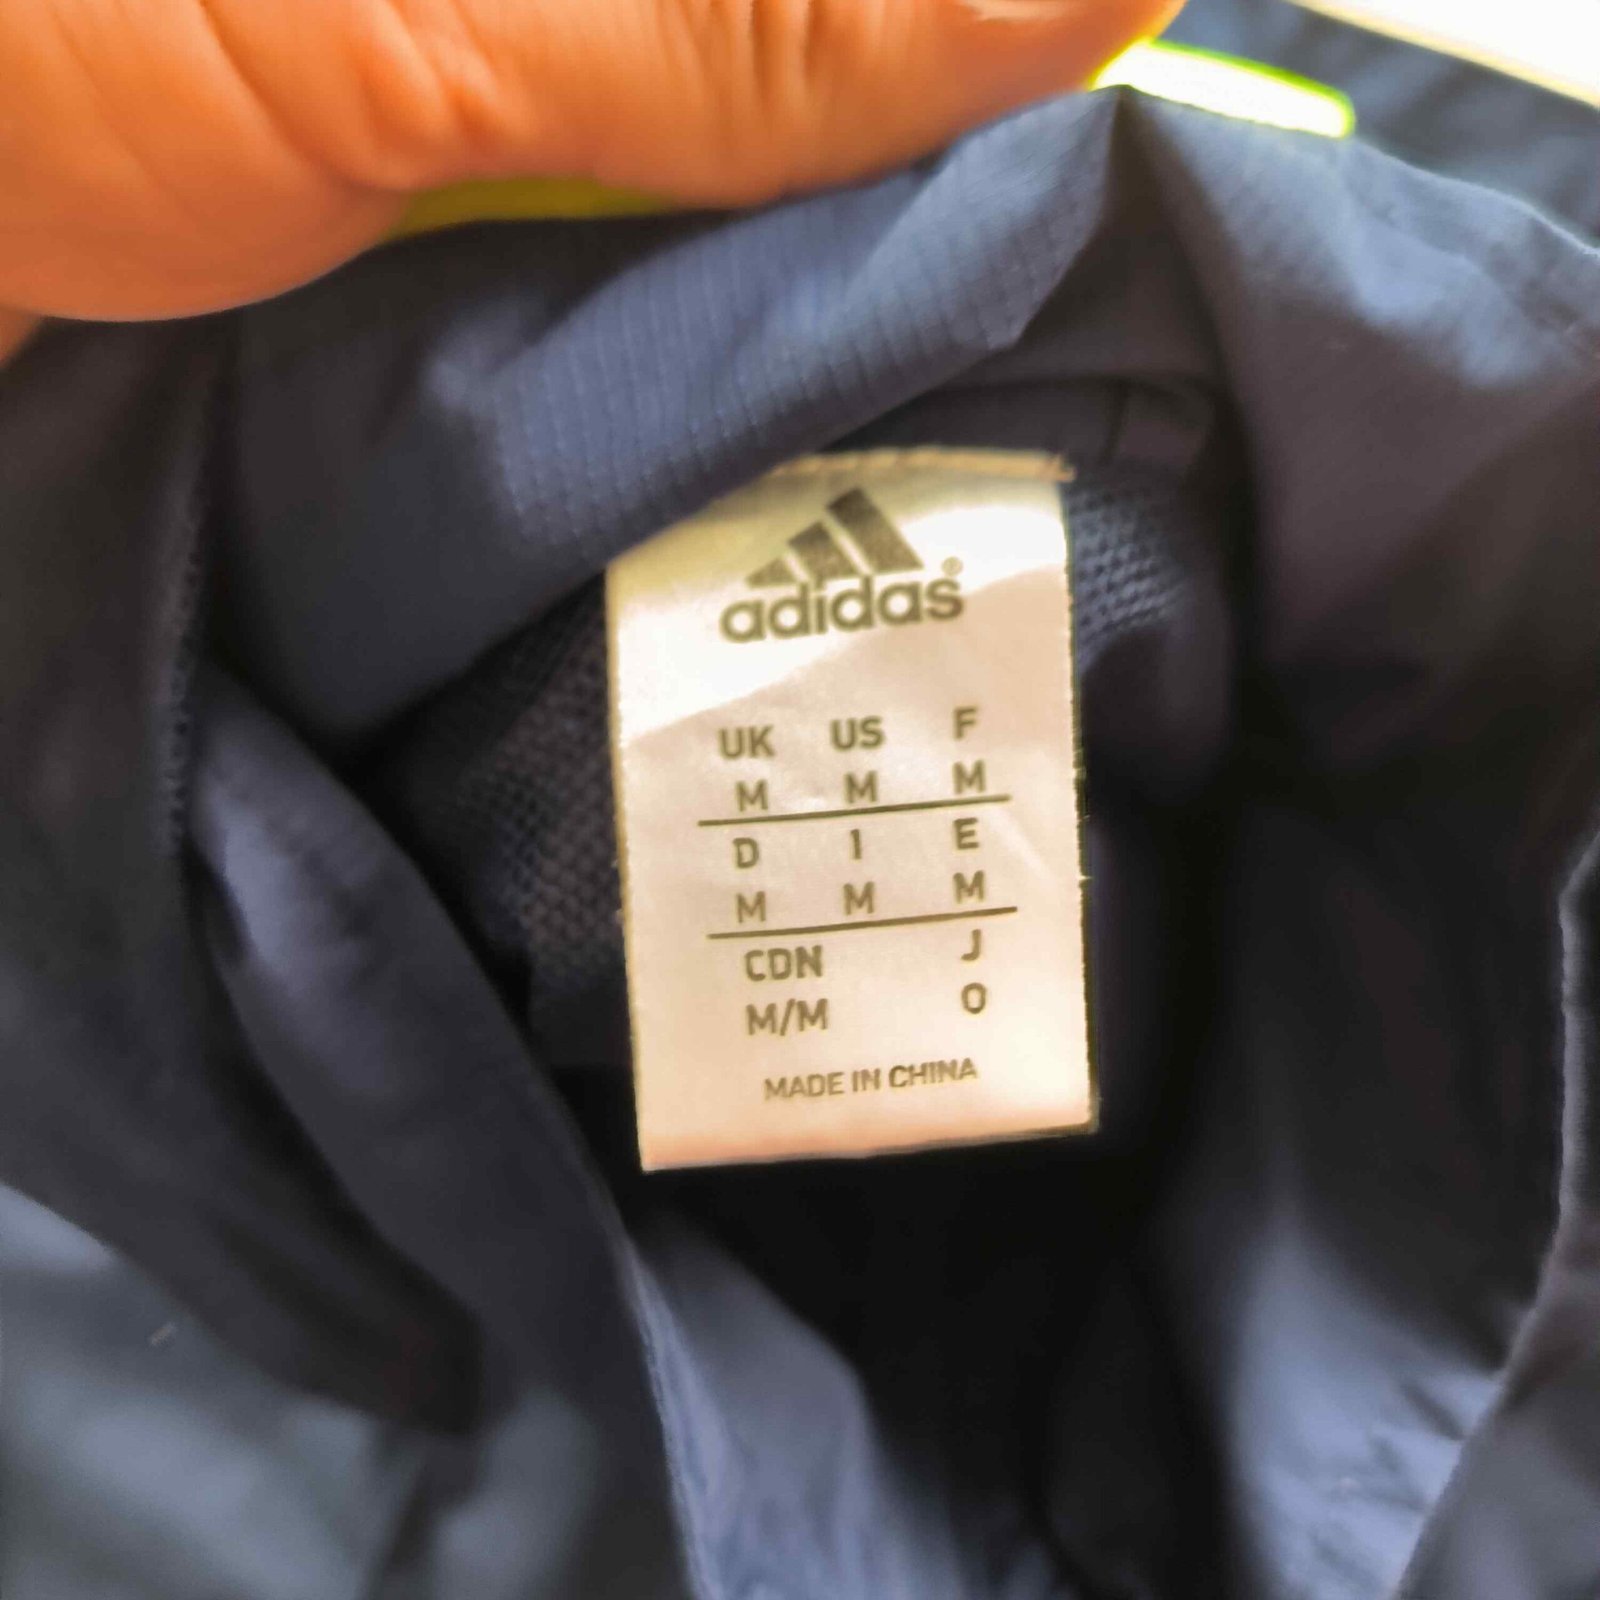 adidas®
UK US F
M M M
D I E
M M M
CDN J
M/M O
MADE IN CHINA